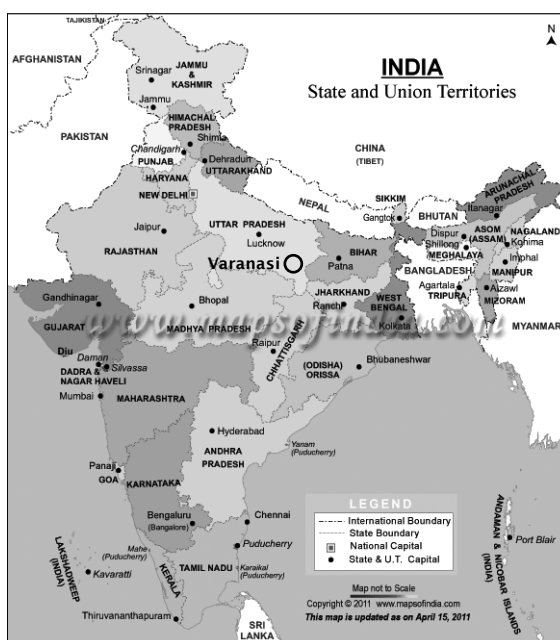 TAJIKISTAN
AFGHANISTAN
N
INDIA
State and Union Territories
JAMMU
&
KASHMIR
Srinagar
Jammu
PAKISTAN
HIMACHAL
PRADESH
Shimla
CHINA
(TIBET)
Chandigarh
PUNJAB
Dehradun
UTTARAKHAND
HARYANA
NEW DELHI
NEPAL
SIKKIM
Gangtok
BHUTAN
ARUNACHAL
PRADESH
Itanagar
Jaipur
RAJASTHAN
UTTAR PRADESH
Lucknow
Varanasi
BIHAR
Patna
Dispur
ASOM
(ASSAM)
NAGALAND
Kohima
Shillong
MEGHALAYA
Imphal
MANIPUR
BANGLADESH
Agartala
TRIPURA
Aizawl
MIZORAM
MYANMAR
Gandhinagar
GUJARAT
Bhopal
MADHYA PRADESH
JHARKHAND
Ranchi
WEST
BENGAL
Kolkata
www.mapsofindia.com
Raipur
CHHATTISGARH
(ODISHA)
ORISSA
Bhubaneshwar
Diu
Daman
Silvassa
DADRA &
NAGAR HAVELI
Mumbai
MAHARASHTRA
Hyderabad
ANDHRA
PRADESH
Yanam
(Puducherry)
Panaji
GOA
KARNATAKA
Bengaluru
(Bangalore)
Chennai
Mahe
(Puducherry)
Puducherry
TAMIL NADU
Karaikal
(Puducherry)
KERALA
LAKSHADWEEP
(INDIA)
Kavaratti
Thiruvananthapuram
SRI
LANKA
LEGEND
International Boundary
State Boundary
National Capital
State & U.T. Capital
Map not to Scale
Copyright © 2011 www.mapsofindia.com
This map is updated as on April 15, 2011
ANDAMAN & NICOBAR ISLANDS
(INDIA)
Port Blair